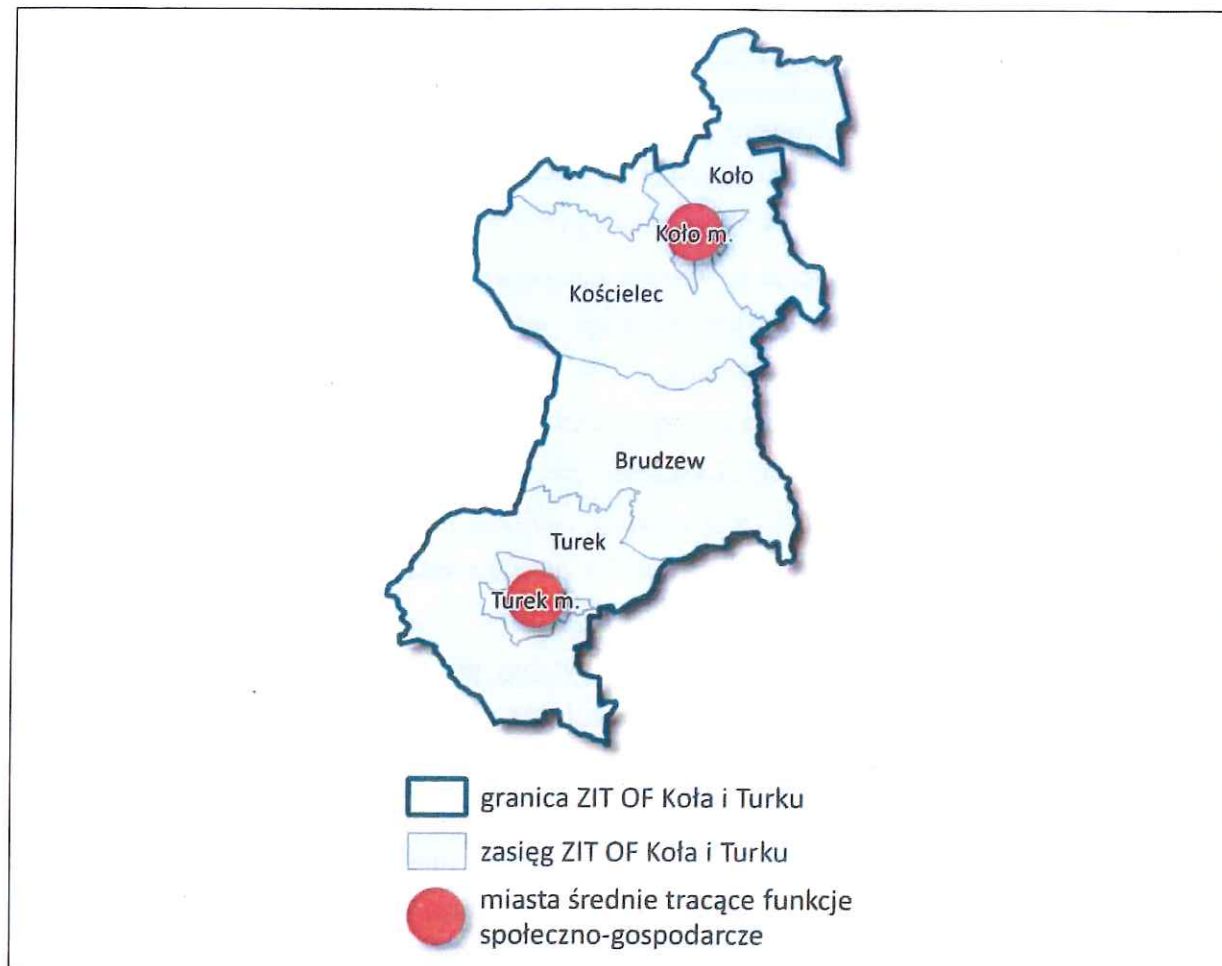 Koło
Koło m.
Kościelec
Brudzew
Turek
Turek m.
granica ZIT OF Koła i Turku
zasięg ZIT OF Koła i Turku
miasta średnie tracące funkcje
społeczno-gospodarcze